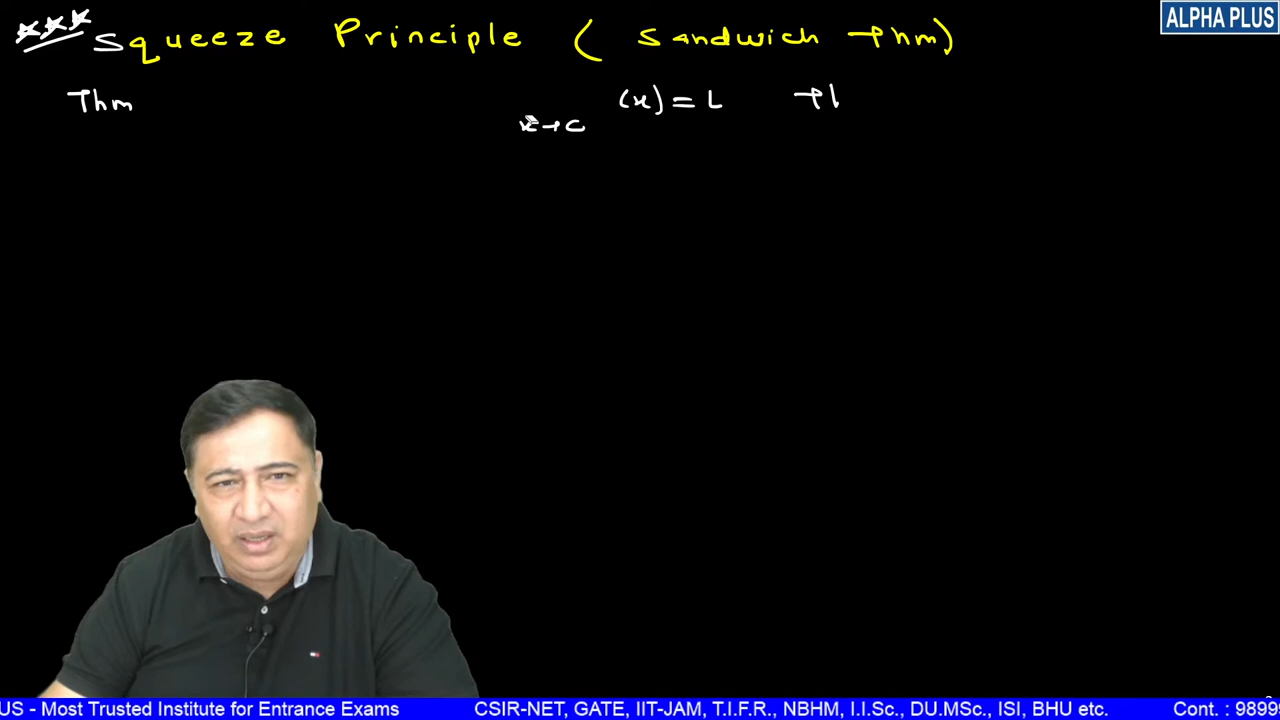 *** Squeeze Principle ( Sandwich Thm)
ALPHA PLUS
Thm (x) = L
x→c
US - Most Trusted Institute for Entrance Exams CSIR-NET, GATE, IIT-JAM, T.I.F.R., NBHM, I.I.Sc., DU.MSc., ISI, BHU etc. Cont. : 9899